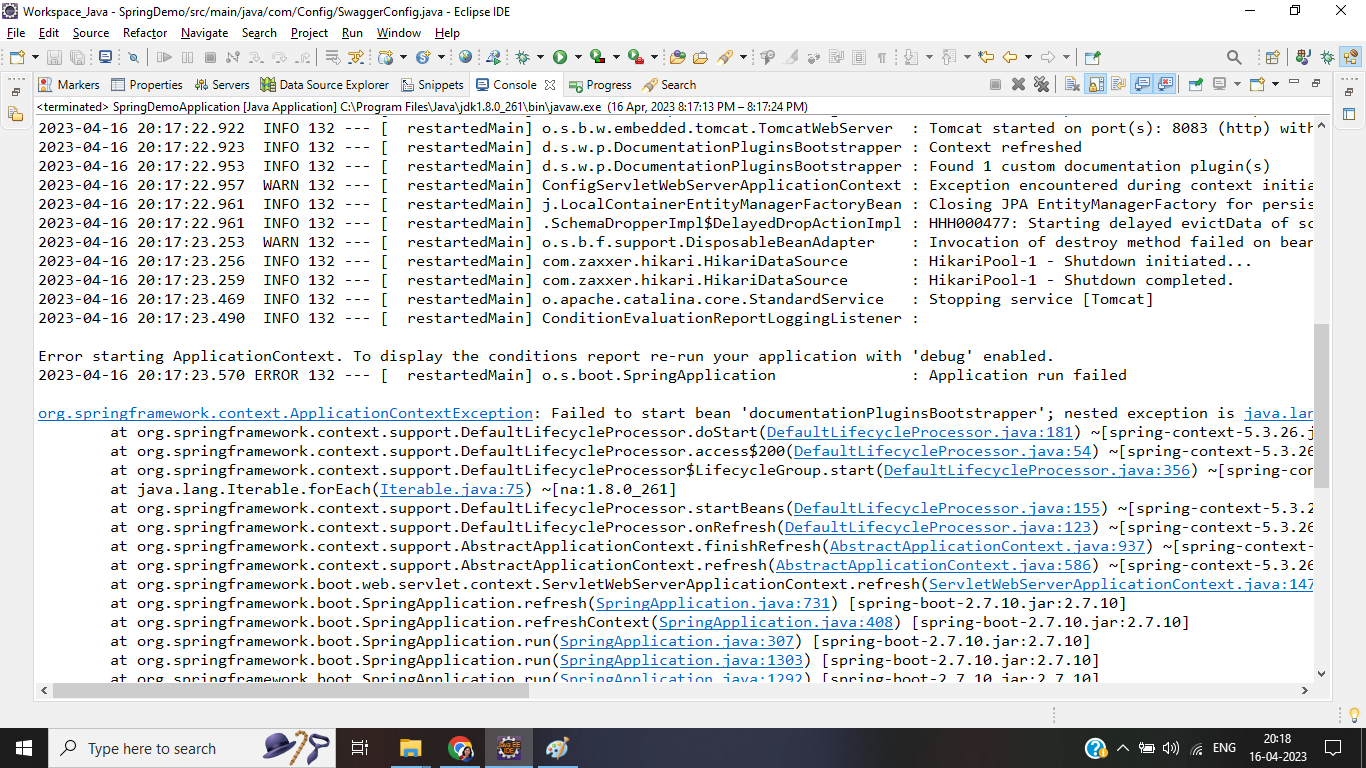 Workspace_Java - SpringDemo/src/main/java/com/Config/SwaggerConfig.java - Eclipse IDE
File Edit Source Refactor Navigate Search Project Run Window Help
Markers Properties Servers Data Source Explorer Snippets Console Progress Search
<terminated> SpringDemoApplication [Java Application] C:\Program Files\Java\jdk1.8.0_261\bin\javaw.exe (16 Apr, 2023 8:17:13 PM – 8:17:24 PM)
2023-04-16 20:17:22.922  INFO 132 --- [  restartedMain] o.s.b.w.embedded.tomcat.TomcatWebServer  : Tomcat started on port(s): 8083 (http) with
2023-04-16 20:17:22.923  INFO 132 --- [  restartedMain] d.s.w.p.DocumentationPluginsBootstrapper : Context refreshed
2023-04-16 20:17:22.953  INFO 132 --- [  restartedMain] d.s.w.p.DocumentationPluginsBootstrapper : Found 1 custom documentation plugin(s)
2023-04-16 20:17:22.957  WARN 132 --- [  restartedMain] ConfigServletWebServerApplicationContext : Exception encountered during context initia
2023-04-16 20:17:22.961  INFO 132 --- [  restartedMain] j.LocalContainerEntityManagerFactoryBean : Closing JPA EntityManagerFactory for persis
2023-04-16 20:17:22.961  INFO 132 --- [  restartedMain] .SchemaDropperImpl$DelayedDropActionImpl : HHH000477: Starting delayed evictData of sc
2023-04-16 20:17:23.253  WARN 132 --- [  restartedMain] o.s.b.f.support.DisposableBeanAdapter    : Invocation of destroy method failed on bean
2023-04-16 20:17:23.256  INFO 132 --- [  restartedMain] com.zaxxer.hikari.HikariDataSource       : HikariPool-1 - Shutdown initiated...
2023-04-16 20:17:23.259  INFO 132 --- [  restartedMain] com.zaxxer.hikari.HikariDataSource       : HikariPool-1 - Shutdown completed.
2023-04-16 20:17:23.469  INFO 132 --- [  restartedMain] o.apache.catalina.core.StandardService   : Stopping service [Tomcat]
2023-04-16 20:17:23.490  INFO 132 --- [  restartedMain] ConditionEvaluationReportLoggingListener :
Error starting ApplicationContext. To display the conditions report re-run your application with 'debug' enabled.
2023-04-16 20:17:23.570 ERROR 132 --- [  restartedMain] o.s.boot.SpringApplication               : Application run failed
org.springframework.context.ApplicationContextException: Failed to start bean 'documentationPluginsBootstrapper'; nested exception is java.lan
at org.springframework.context.support.DefaultLifecycleProcessor.doStart(DefaultLifecycleProcessor.java:181) ~[spring-context-5.3.26.j
at org.springframework.context.support.DefaultLifecycleProcessor.access$200(DefaultLifecycleProcessor.java:54) ~[spring-context-5.3.26
at org.springframework.context.support.DefaultLifecycleProcessor$LifecycleGroup.start(DefaultLifecycleProcessor.java:356) ~[spring-con
at java.lang.Iterable.forEach(Iterable.java:75) ~[na:1.8.0_261]
at org.springframework.context.support.DefaultLifecycleProcessor.startBeans(DefaultLifecycleProcessor.java:155) ~[spring-context-5.3.2
at org.springframework.context.support.DefaultLifecycleProcessor.onRefresh(DefaultLifecycleProcessor.java:123) ~[spring-context-5.3.26
at org.springframework.context.support.AbstractApplicationContext.finishRefresh(AbstractApplicationContext.java:937) ~[spring-context-
at org.springframework.context.support.AbstractApplicationContext.refresh(AbstractApplicationContext.java:586) ~[spring-context-5.3.26
at org.springframework.boot.web.servlet.context.ServletWebServerApplicationContext.refresh(ServletWebServerApplicationContext.java:147
at org.springframework.boot.SpringApplication.refresh(SpringApplication.java:731) [spring-boot-2.7.10.jar:2.7.10]
at org.springframework.boot.SpringApplication.refreshContext(SpringApplication.java:408) [spring-boot-2.7.10.jar:2.7.10]
at org.springframework.boot.SpringApplication.run(SpringApplication.java:307) [spring-boot-2.7.10.jar:2.7.10]
at org.springframework.boot.SpringApplication.run(SpringApplication.java:1303) [spring-boot-2.7.10.jar:2.7.10]
at org.springframework.boot.SpringApplication.run(SpringApplication.java:1292) [spring-boot-2.7.10.jar:2.7.10]
Type here to search
ENG
20:18
16-04-2023